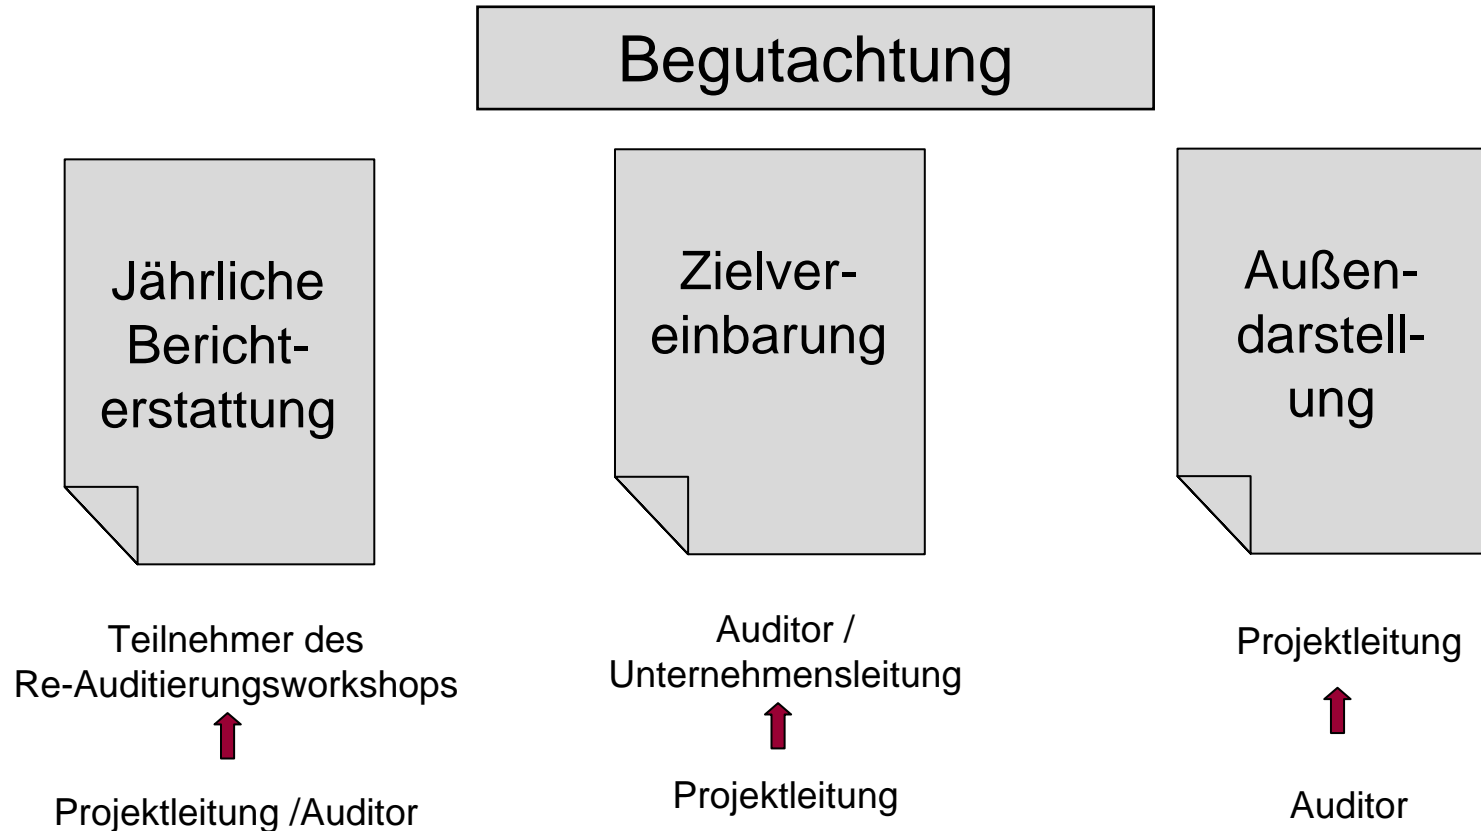 Begutachtung
Jährliche
Bericht-
erstattung
Teilnehmer des
Re-Auditierungsworkshops
Projektleitung /Auditor
Zielver-
einbarung
Auditor /
Unternehmensleitung
Projektleitung
Außen-
darstell-
ung
Projektleitung
Auditor